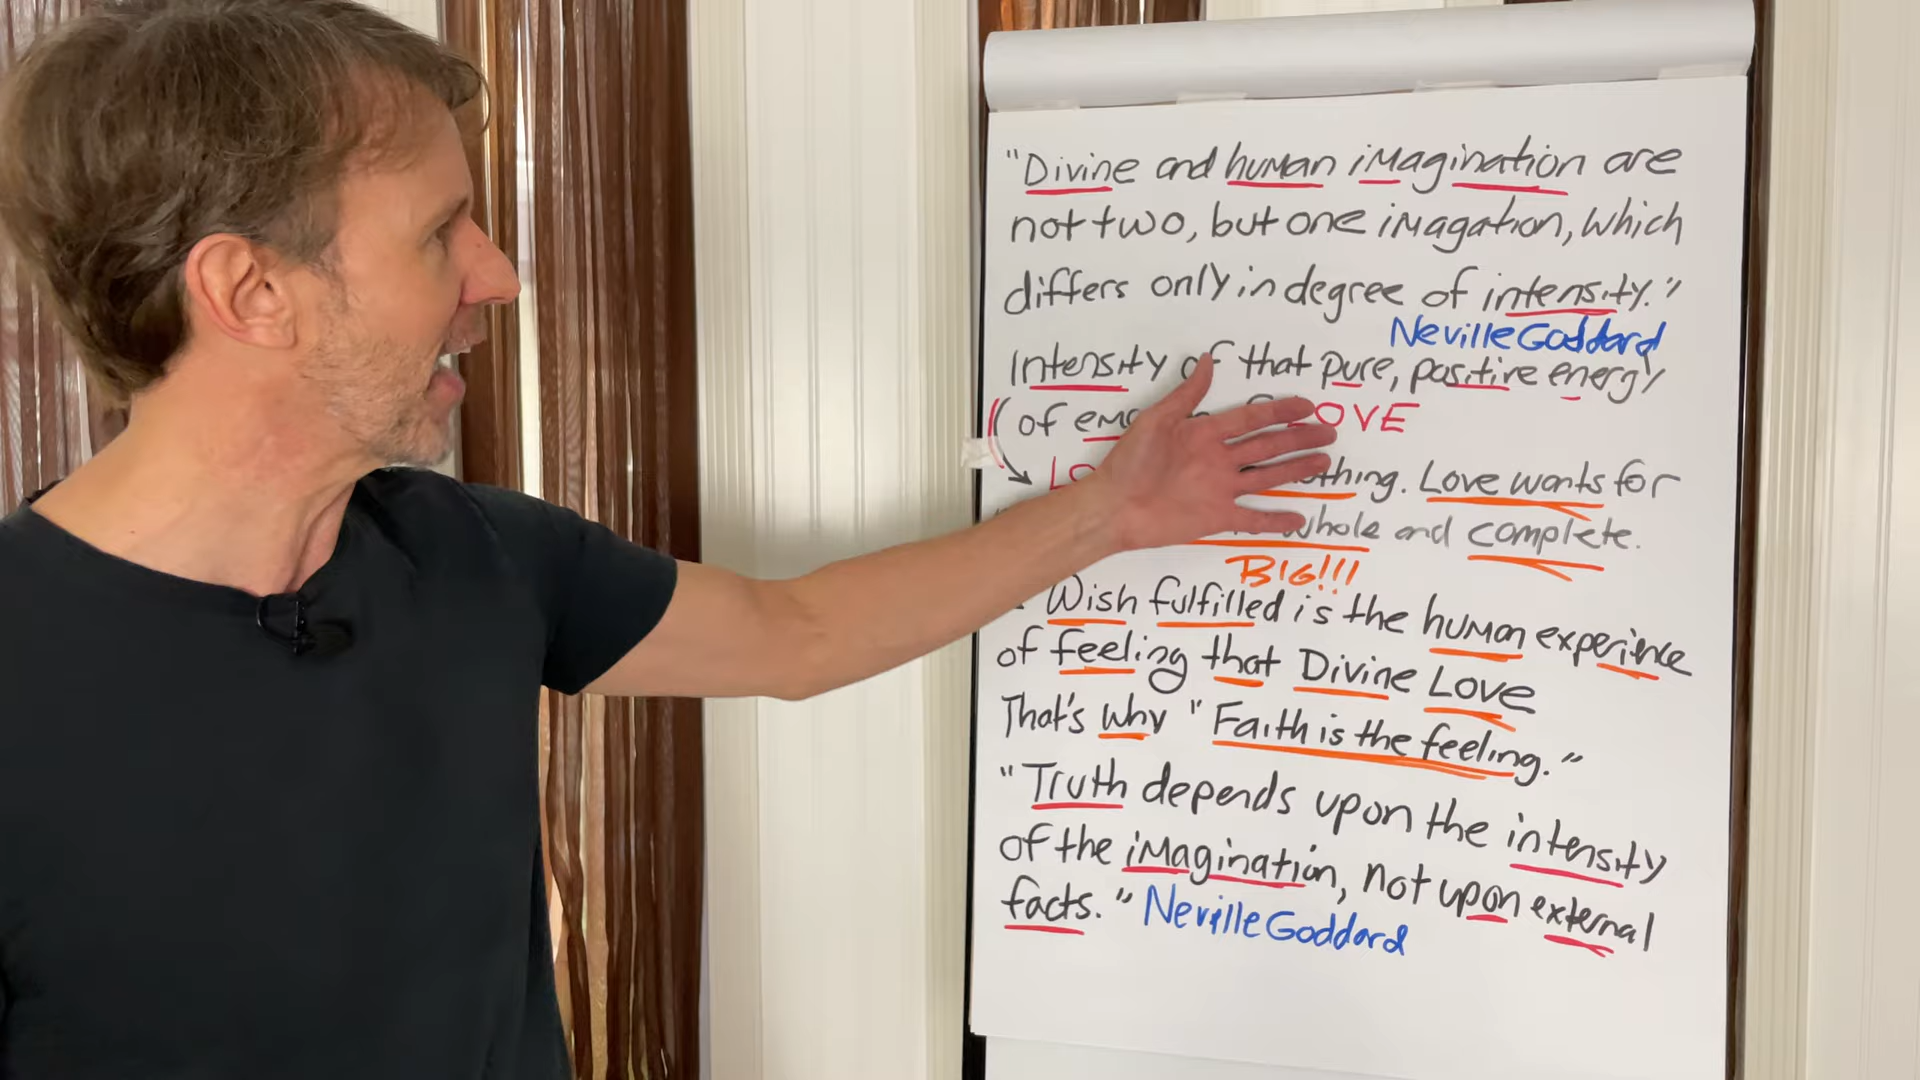 "Divine and human imagination are
not two, but one imagation, which
differs only in degree of intensity."
Neville Goddard
Intensity of that pure, positive energy
of LOVE
Love wants for
whole and complete.
BIG!!!
Wish fulfilled is the human experience
of feeling that Divine Love
That's why "Faith is the feeling."
"Truth depends upon the intensity
of the imagination, not upon external
facts." Neville Goddard